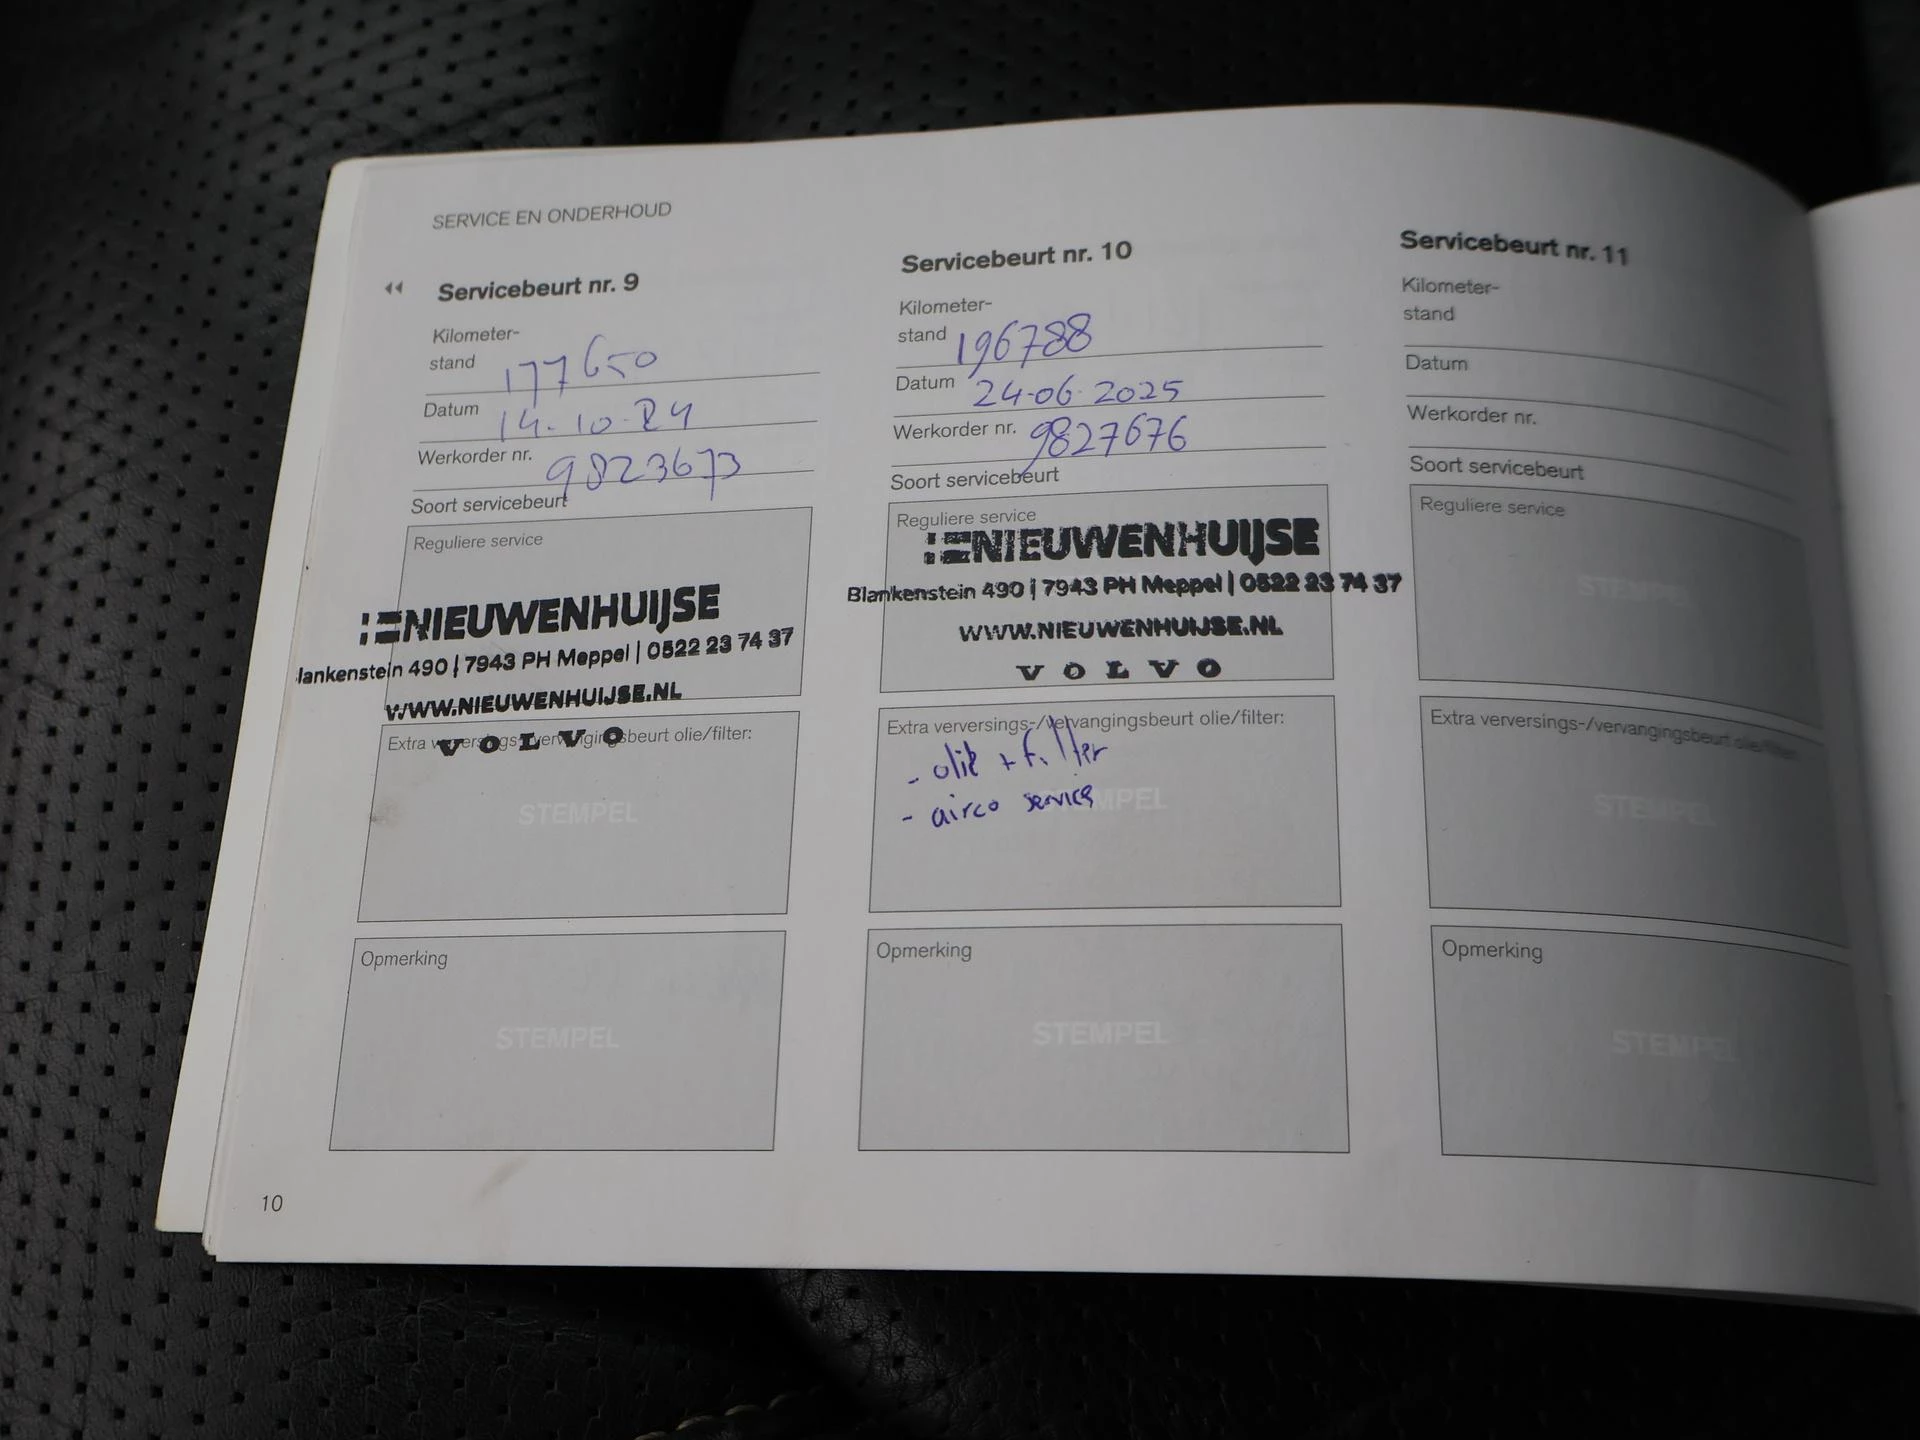 SERVICE EN ONDERHOUD
Servicebeurt nr. 9
Kilometer-
stand 177650
Datum 14-10-24
Werkorder nr. 9823673
Soort servicebeurt
Reguliere service
NIEUWENHUIJSE
lankenstein 490 | 7943 PH Meppel | 0522 23 74 37
WWW.NIEUWENHUIJSE.NL
VOLVO
Extra verversings-/vervangingsbeurt olie/filter:
STEMPEL
Opmerking
STEMPEL
Servicebeurt nr. 10
Kilometer-
stand 196788
Datum 24-06-2025
Werkorder nr. 9827676
Soort servicebeurt
Reguliere service
NIEUWENHUIJSE
Blankenstein 490 | 7943 PH Meppel | 0522 23 74 37
WWW.NIEUWENHUIJSE.NL
VOLVO
Extra verversings-/vervangingsbeurt olie/filter:
- olie + filter
- airco service
STEMPEL
Opmerking
STEMPEL
Servicebeurt nr. 11
Kilometer-
stand
Datum
Werkorder nr.
Soort servicebeurt
Reguliere service
STEMPEL
Extra verversings-/vervangingsbeurt olie/filter:
STEMPEL
Opmerking
STEMPEL
10